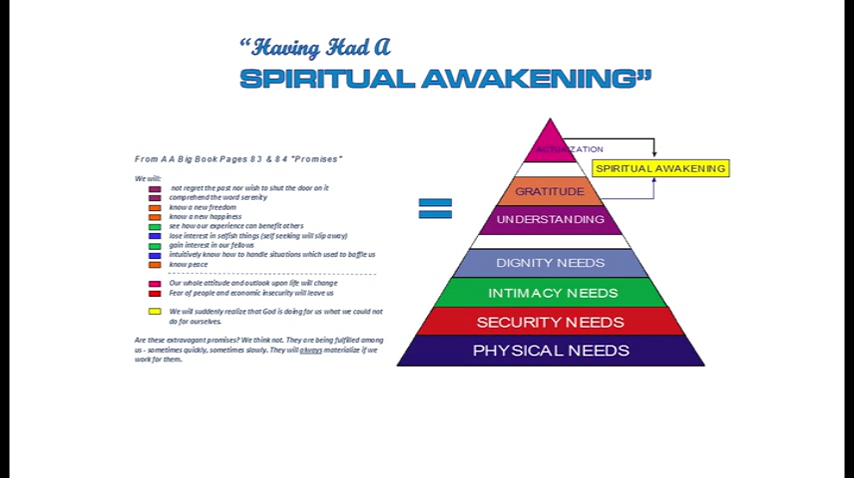 “Having Had A
SPIRITUAL AWAKENING”
From AA Big Book Pages 83 & 84 "Promises"
We will:
not regret the past nor wish to shut the door on it
comprehend the word serenity
know a new freedom
know a new happiness
see how our experience can benefit others
lose interest in selfish things (self seeking will slip away)
gain interest in our fellows
intuitively know how to handle situations which used to baffle us
know peace
Our whole attitude and outlook upon life will change
Fear of people and economic insecurity will leave us
We will suddenly realize that God is doing for us what we could not
do for ourselves.
Are these extravagant promises? We think not. They are being fulfilled among
us - sometimes quickly, sometimes slowly. They will always materialize if we
work for them.
=
ACTUALIZATION
SPIRITUAL AWAKENING
GRATITUDE
UNDERSTANDING
DIGNITY NEEDS
INTIMACY NEEDS
SECURITY NEEDS
PHYSICAL NEEDS